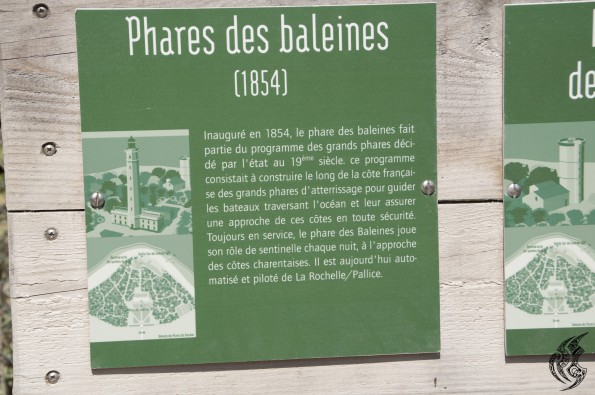 Phares des baleines
(1854)
Inauguré en 1854, le phare des baleines fait
partie du programme des grands phares déci-
dé par l'état au 19ème siècle. ce programme
consistait à construire le long de la côte françai-
se des grands phares d'atterrissage pour guider
les bateaux traversant l'océan et leur assurer
une approche de ces côtes en toute sécurité.
Toujours en service, le phare des Baleines joue
son rôle de sentinelle chaque nuit, à l'approche
des côtes charentaises. Il est aujourd'hui auto-
matisé et piloté de La Rochelle/Pallice.
de